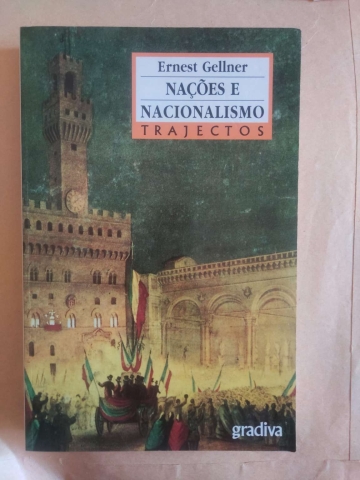 Ernest Gellner
NAÇÕES E
NACIONALISMO
TRAJECTOS
gradiva